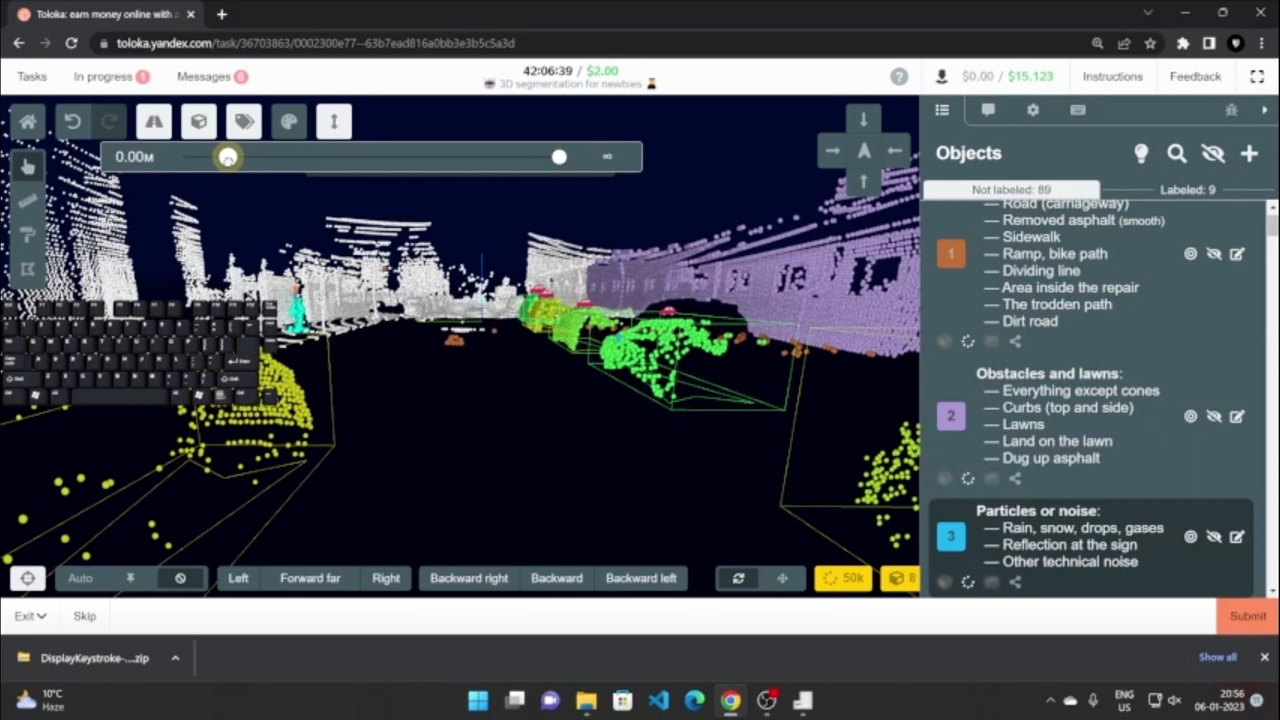 Toloka: earn money online with a
toloka.yandex.com/task/36703863/0002300e77--63b7ead816a0bb3e3b5c5a3d
Tasks
In progress 1
Messages 6
42:06:39 / $2.00
3D segmentation for newbies
$0.00 / $15.123
Instructions
Feedback
0.00м
∞
Objects
Not labeled: 89
Labeled: 9
— Road (carriageway)
— Removed asphalt (smooth)
— Sidewalk
1
— Ramp, bike path
— Dividing line
— Area inside the repair
— The trodden path
— Dirt road
Obstacles and lawns:
— Everything except cones
2
— Curbs (top and side)
— Lawns
— Land on the lawn
— Dug up asphalt
Particles or noise:
— Rain, snow, drops, gases
3
— Reflection at the sign
— Other technical noise
Auto
Left
Forward far
Right
Backward right
Backward
Backward left
50k
8
Exit
Skip
Submit
DisplayKeystroke-....zip
Show all
10°C
Haze
ENG
US
20:56
06-01-2023